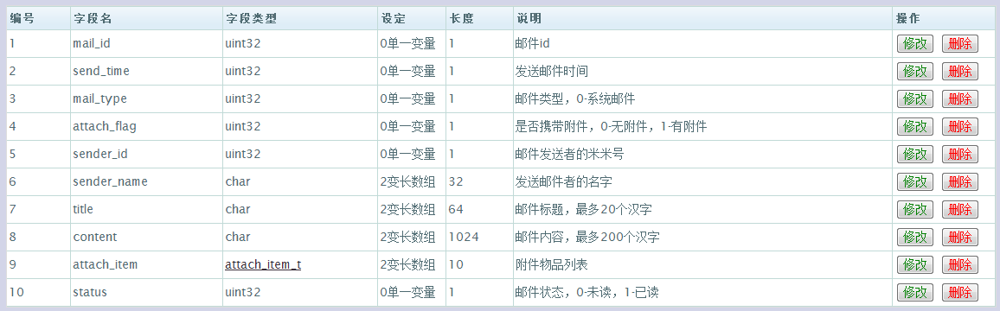 编号 字段名 字段类型 设定 长度 说明 操作
1 mail_id uint32 0单一变量 1 邮件id 修改 删除
2 send_time uint32 0单一变量 1 发送邮件时间 修改 删除
3 mail_type uint32 0单一变量 1 邮件类型，0-系统邮件 修改 删除
4 attach_flag uint32 0单一变量 1 是否携带附件，0-无附件，1-有附件 修改 删除
5 sender_id uint32 0单一变量 1 邮件发送者的米米号 修改 删除
6 sender_name char 2变长数组 32 发送邮件者的名字 修改 删除
7 title char 2变长数组 64 邮件标题，最多20个汉字 修改 删除
8 content char 2变长数组 1024 邮件内容，最多200个汉字 修改 删除
9 attach_item attach_item_t 2变长数组 10 附件物品列表 修改 删除
10 status uint32 0单一变量 1 邮件状态，0-未读，1-已读 修改 删除